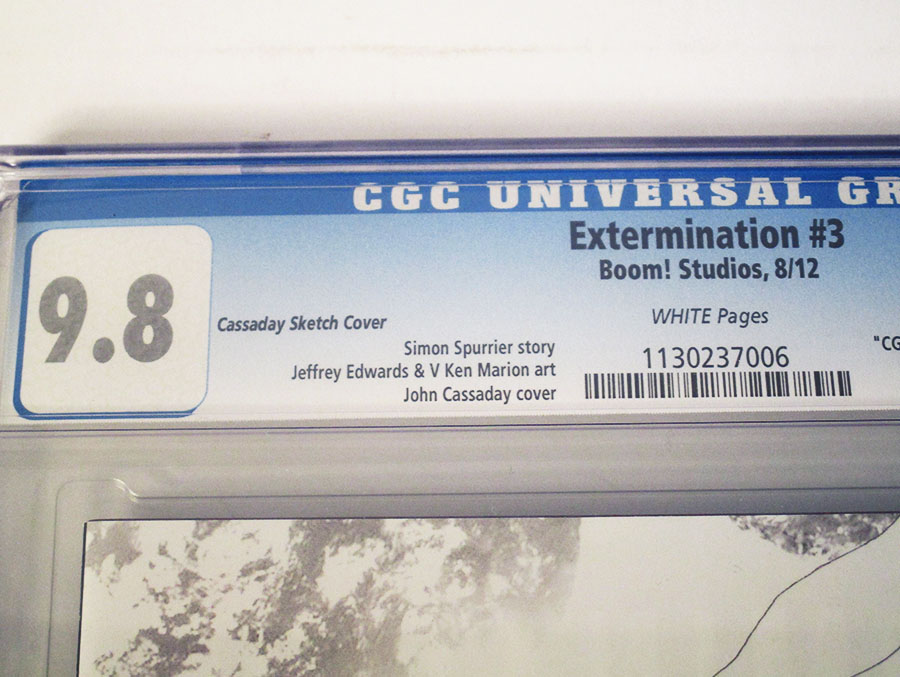 CGC UNIVERSAL GR
Extermination #3
Boom! Studios, 8/12
9.8
Cassaday Sketch Cover
WHITE Pages
Simon Spurrier story
Jeffrey Edwards & V Ken Marion art
John Cassaday cover
1130237006
"CG